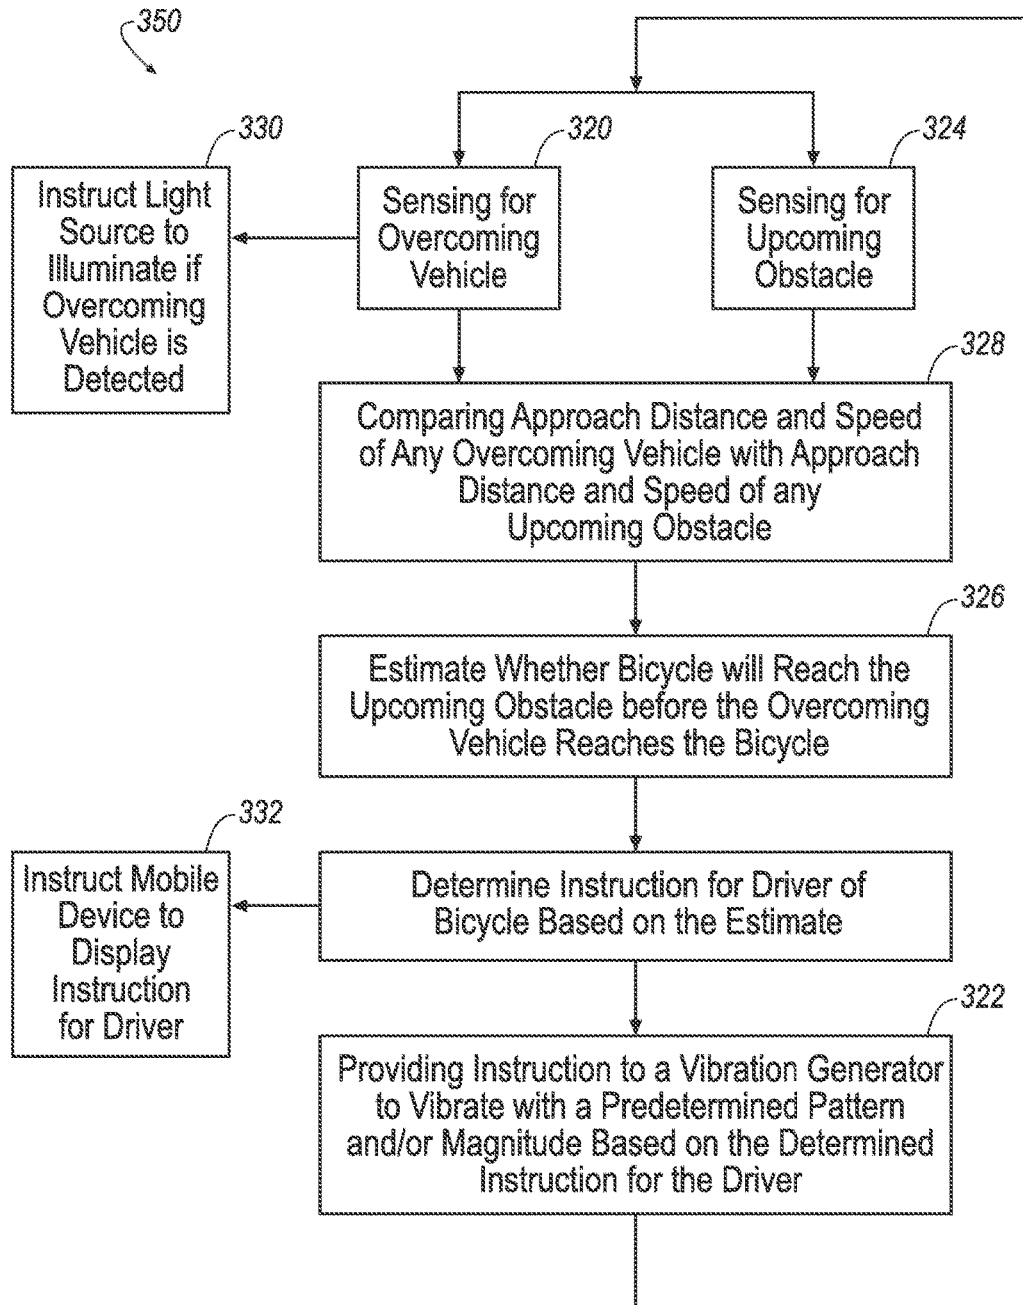 350
330
Instruct Light
Source to
Illuminate if
Overcoming
Vehicle is
Detected
320
Sensing for
Overcoming
Vehicle
324
Sensing for
Upcoming
Obstacle
328
Comparing Approach Distance and Speed
of Any Overcoming Vehicle with Approach
Distance and Speed of any
Upcoming Obstacle
326
Estimate Whether Bicycle will Reach the
Upcoming Obstacle before the Overcoming
Vehicle Reaches the Bicycle
332
Instruct Mobile
Device to
Display
Instruction
for Driver
Determine Instruction for Driver of
Bicycle Based on the Estimate
322
Providing Instruction to a Vibration Generator
to Vibrate with a Predetermined Pattern
and/or Magnitude Based on the Determined
Instruction for the Driver